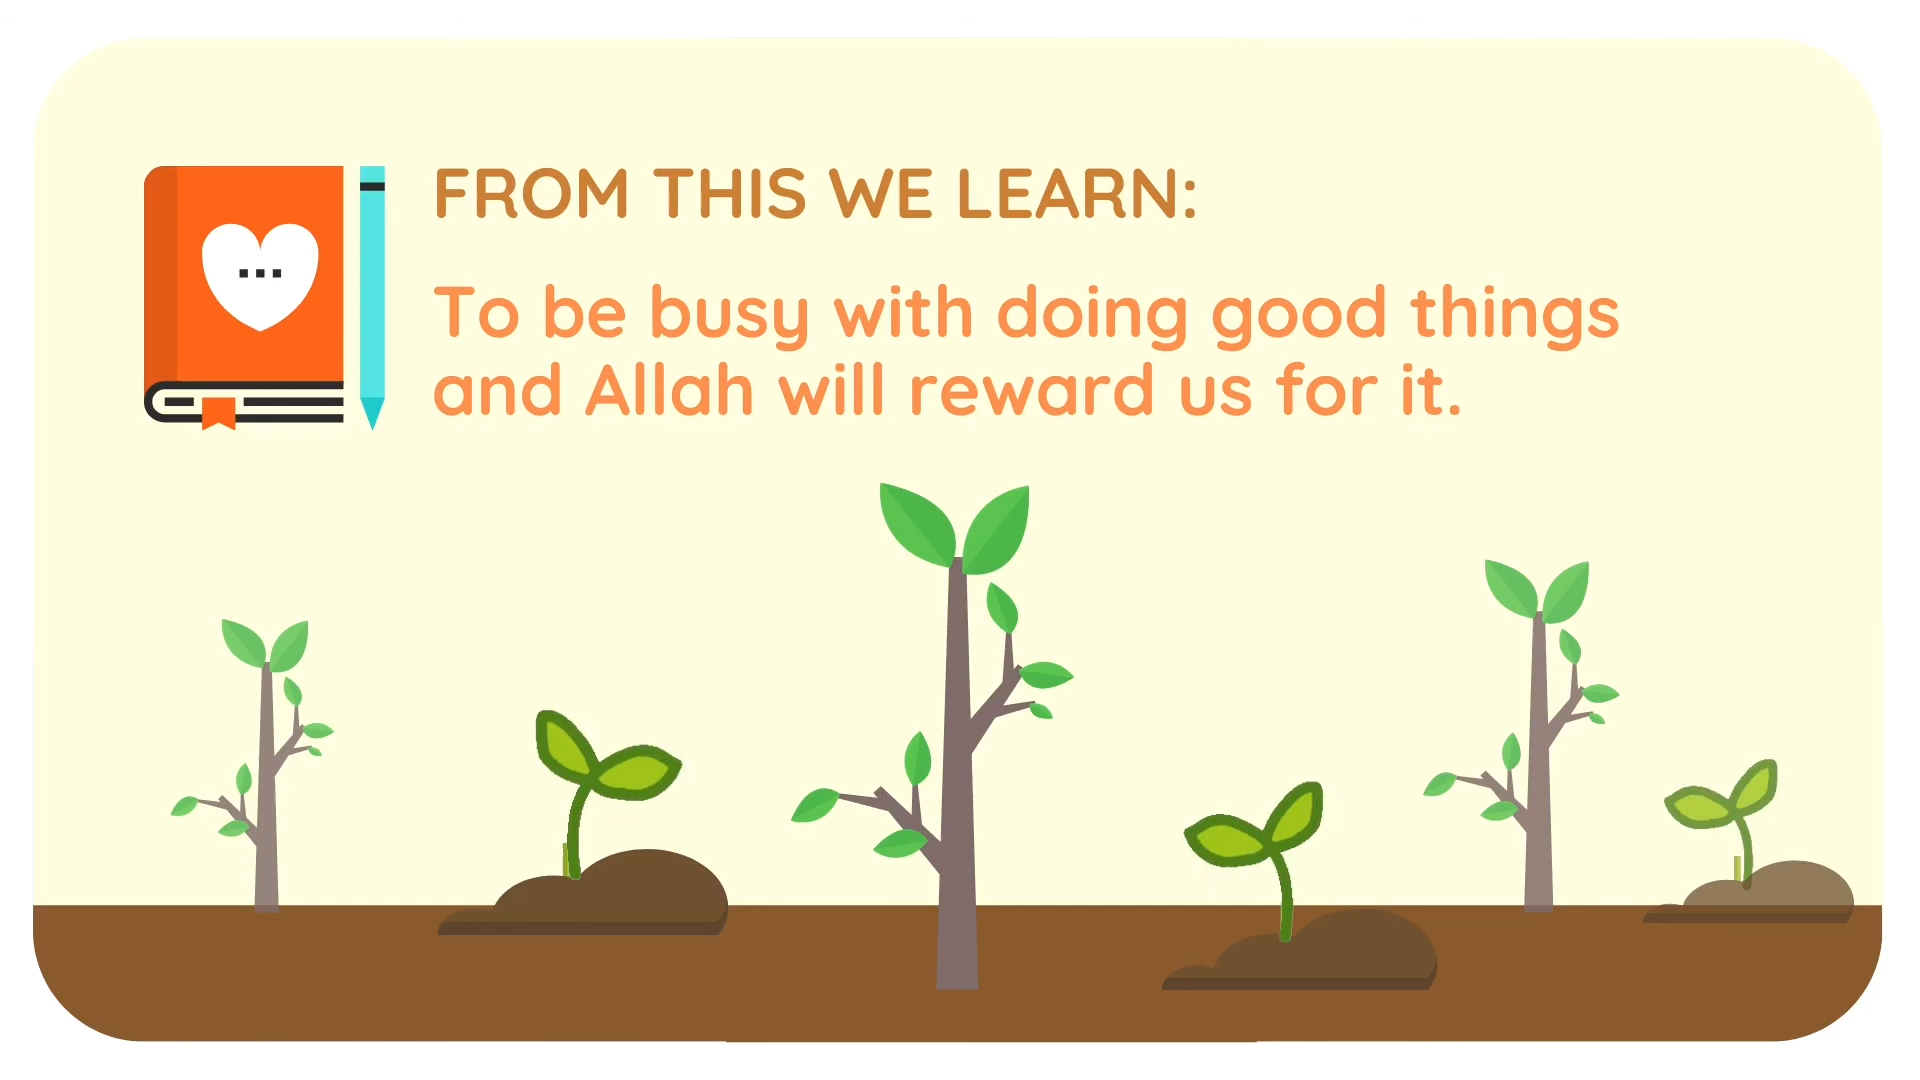 FROM THIS WE LEARN:
To be busy with doing good things
and Allah will reward us for it.